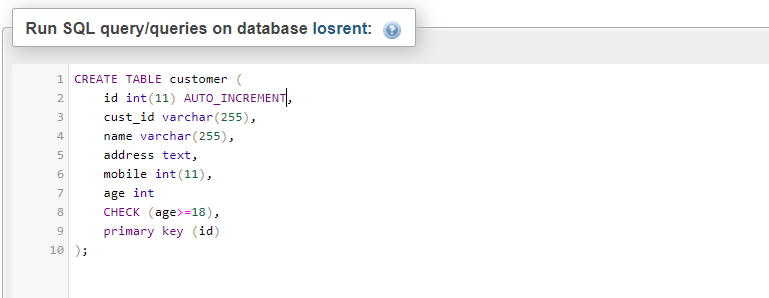 Run SQL query/queries on database losrent:
1 CREATE TABLE customer (
2 id int(11) AUTO_INCREMENT,
3 cust_id varchar(255),
4 name varchar(255),
5 address text,
6 mobile int(11),
7 age int
8 CHECK (age>=18),
9 primary key (id)
10 );